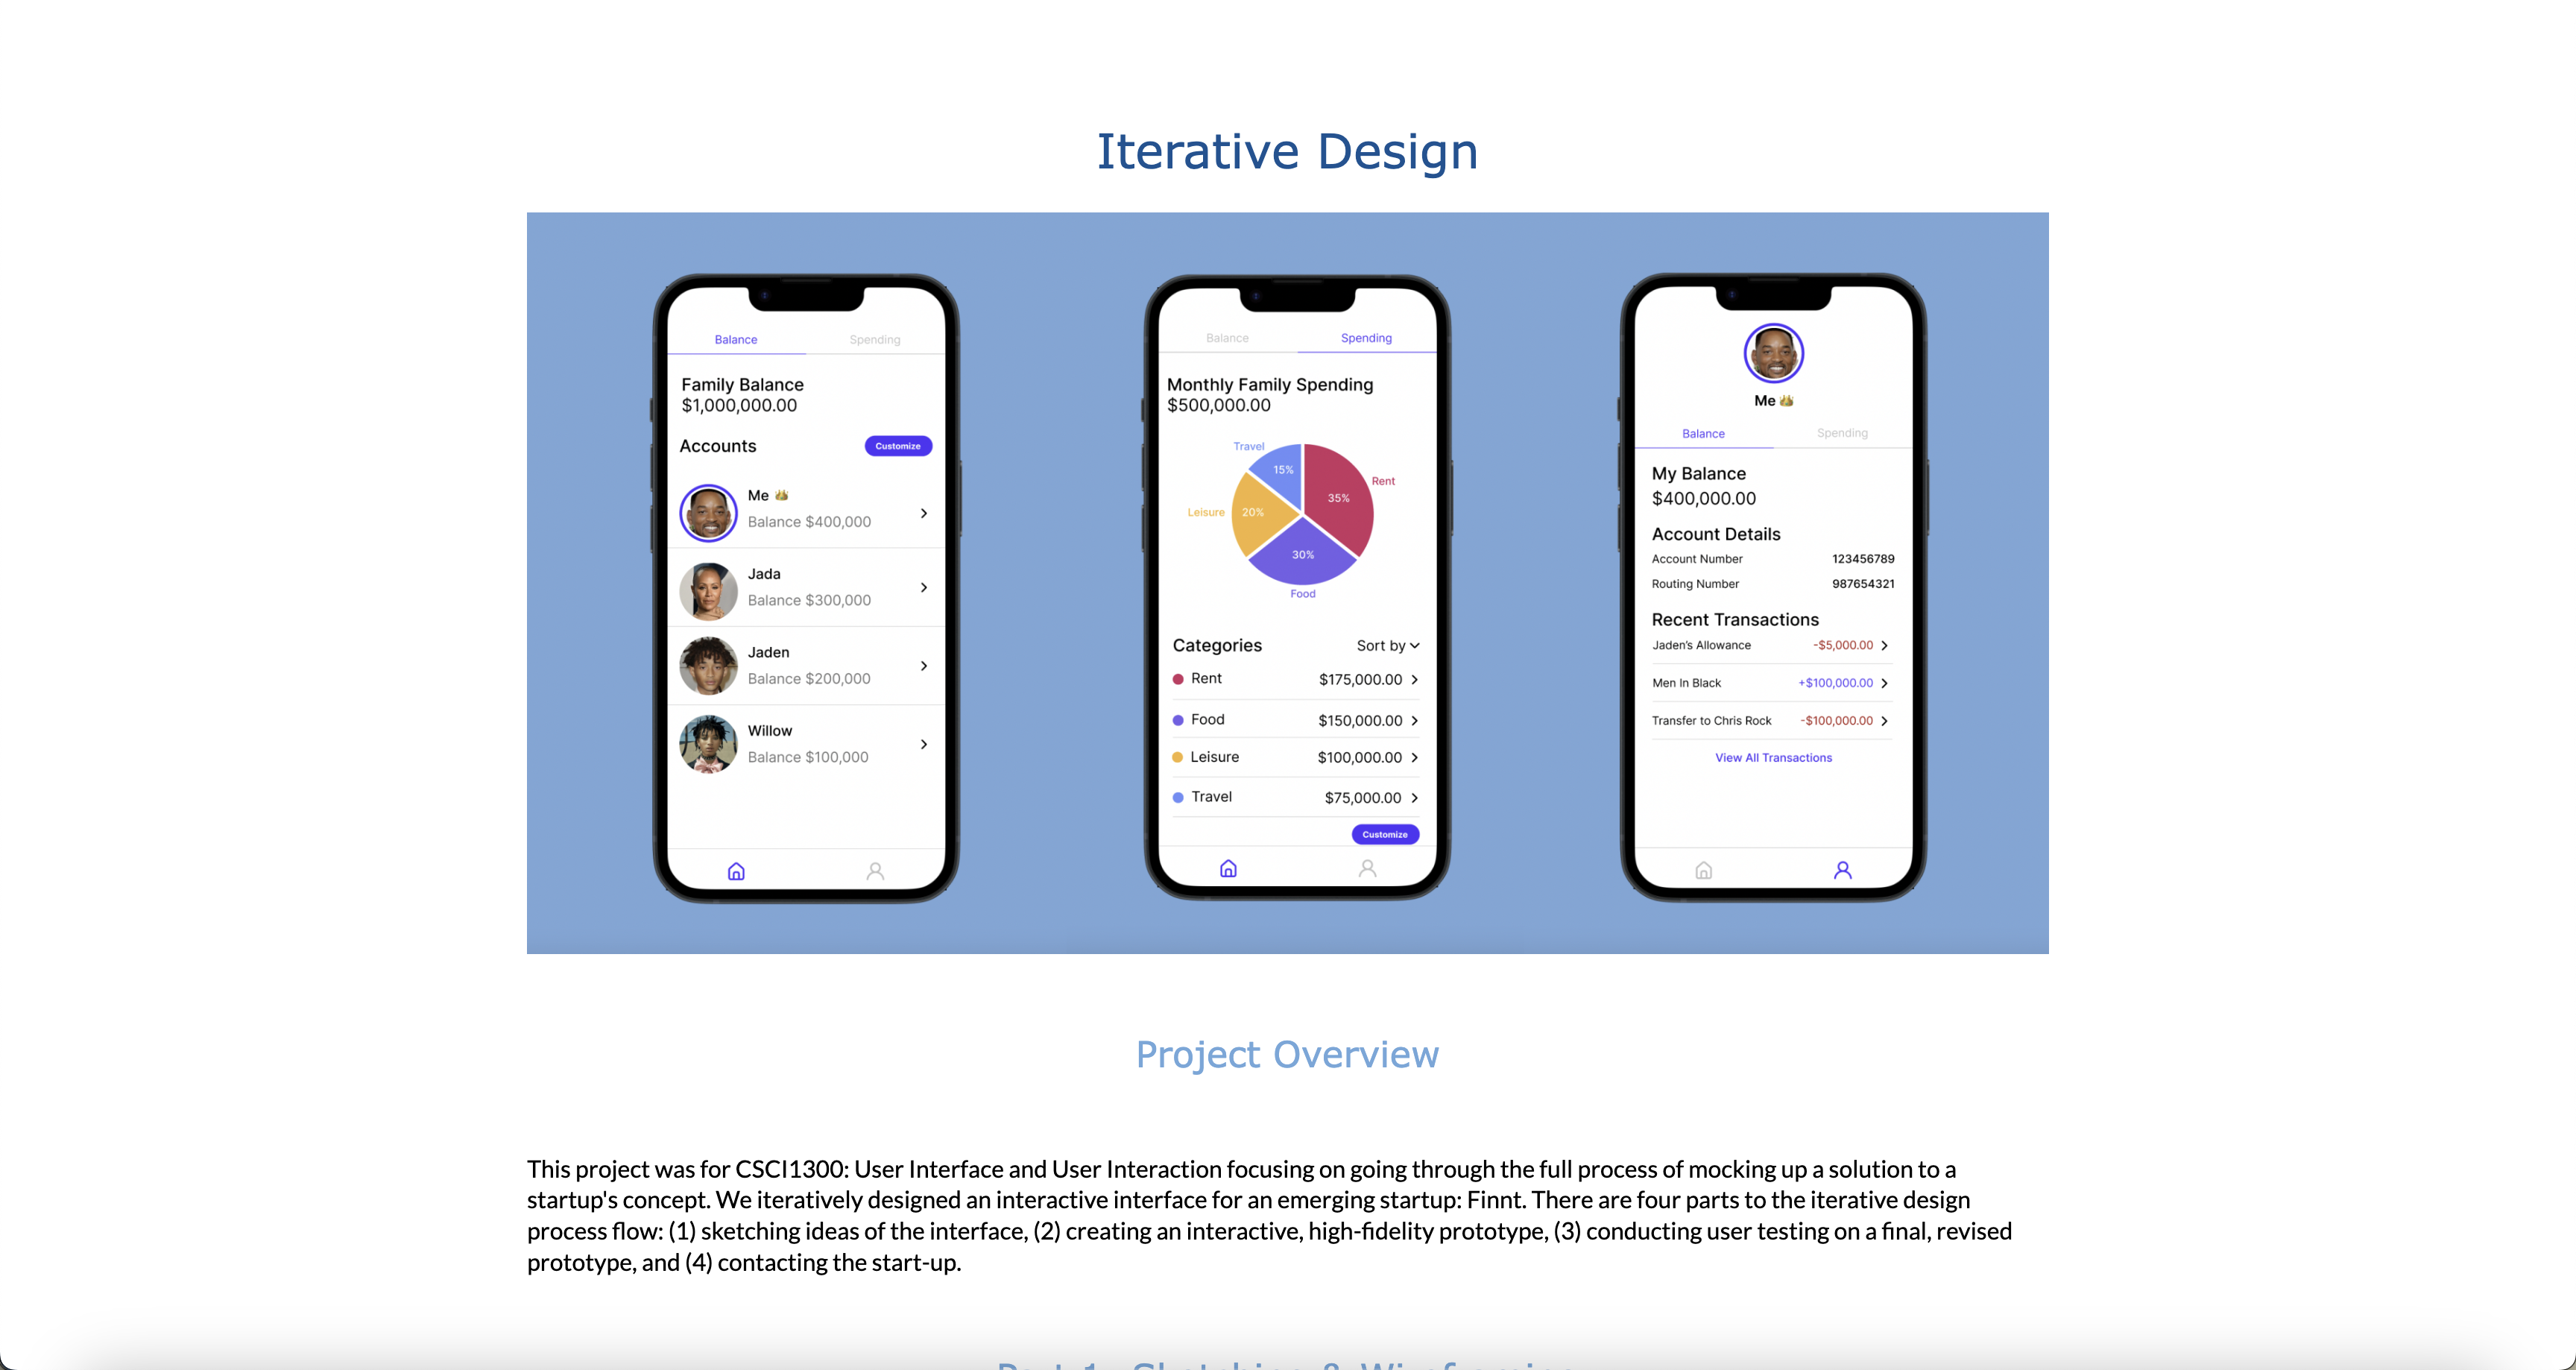 Iterative Design
Balance Spending
Family Balance
$1,000,000.00
Accounts Customize
Me
Balance $400,000
Jada
Balance $300,000
Jaden
Balance $200,000
Willow
Balance $100,000
Balance Spending
Monthly Family Spending
$500,000.00
Travel
15%
35% Rent
Leisure 20%
30%
Food
Categories Sort by
Rent $175,000.00
Food $150,000.00
Leisure $100,000.00
Travel $75,000.00
Customize
Me
Balance Spending
My Balance
$400,000.00
Account Details
Account Number 123456789
Routing Number 987654321
Recent Transactions
Jaden's Allowance -$5,000.00
Men In Black +$100,000.00
Transfer to Chris Rock -$100,000.00
View All Transactions
Project Overview
This project was for CSCI1300: User Interface and User Interaction focusing on going through the full process of mocking up a solution to a
startup's concept. We iteratively designed an interactive interface for an emerging startup: Finnt. There are four parts to the iterative design
process flow: (1) sketching ideas of the interface, (2) creating an interactive, high-fidelity prototype, (3) conducting user testing on a final, revised
prototype, and (4) contacting the start-up.
Part 1: Sketching & Wireframing